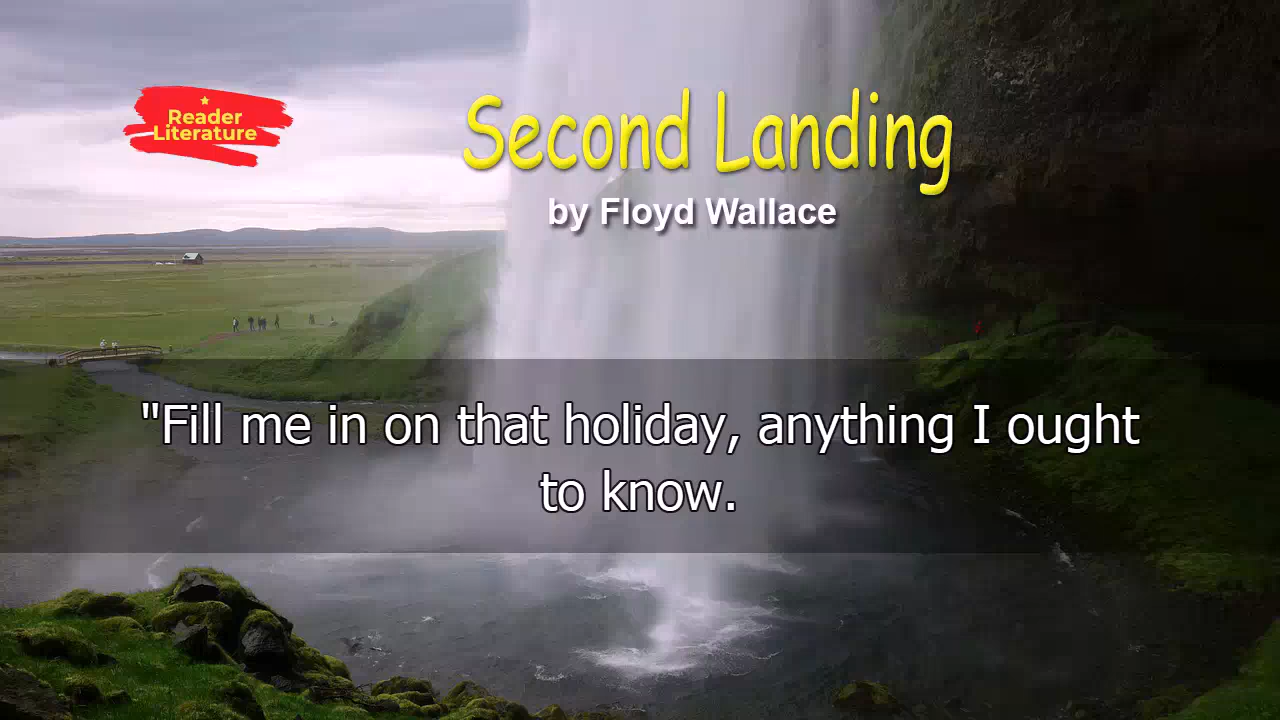 Reader
Literature
Second Landing
by Floyd Wallace
"Fill me in on that holiday, anything I ought
to know.